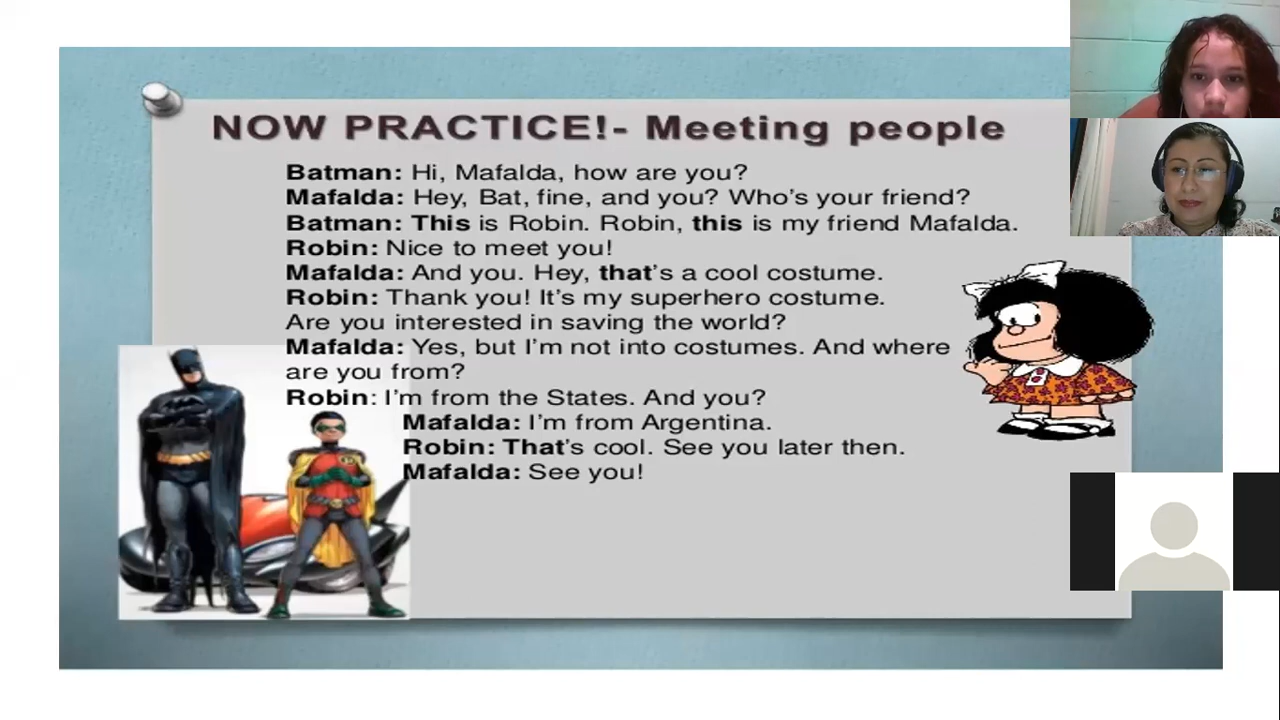 NOW PRACTICE!- Meeting people
Batman: Hi, Mafalda, how are you?
Mafalda: Hey, Bat, fine, and you? Who's your friend?
Batman: This is Robin. Robin, this is my friend Mafalda.
Robin: Nice to meet you!
Mafalda: And you. Hey, that's a cool costume.
Robin: Thank you! It's my superhero costume.
Are you interested in saving the world?
Mafalda: Yes, but I'm not into costumes. And where
are you from?
Robin: I'm from the States. And you?
Mafalda: I'm from Argentina.
Robin: That's cool. See you later then.
Mafalda: See you!